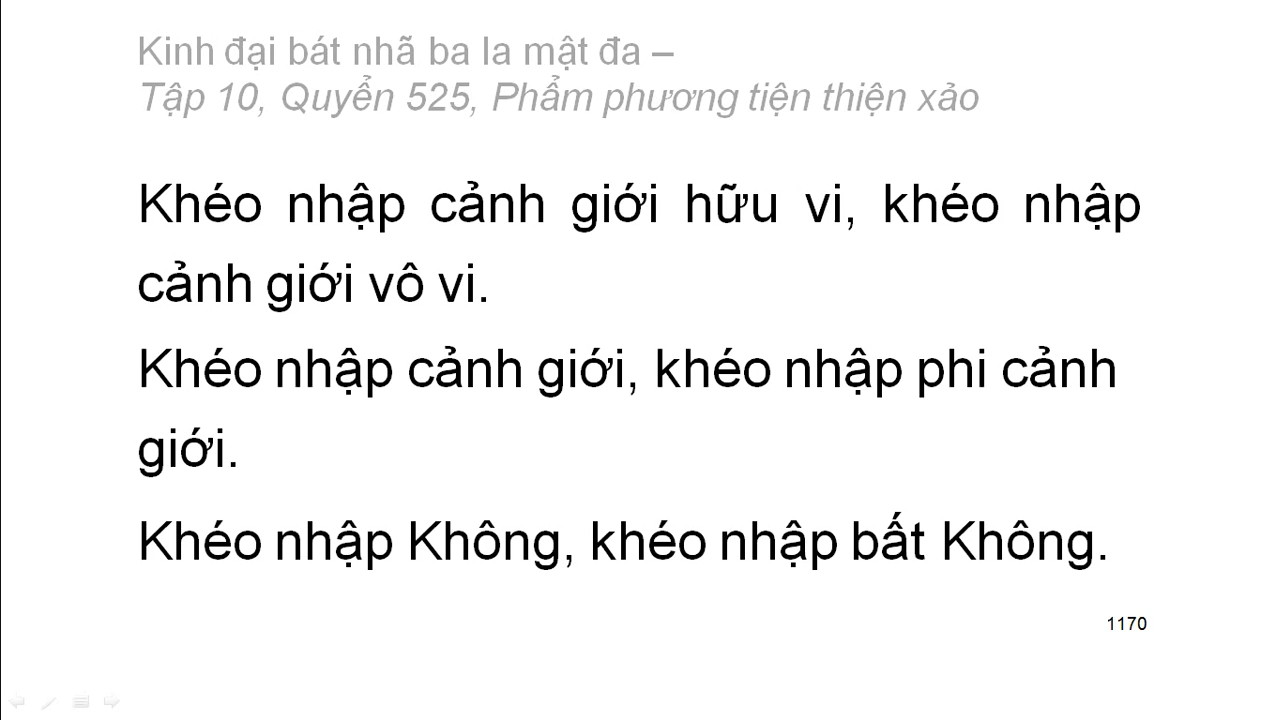 Kinh đại bát nhã ba la mật đa –
Tập 10, Quyển 525, Phẩm phương tiện thiện xảo
Khéo nhập cảnh giới hữu vi, khéo nhập
cảnh giới vô vi.
Khéo nhập cảnh giới, khéo nhập phi cảnh
giới.
Khéo nhập Không, khéo nhập bất Không.
1170